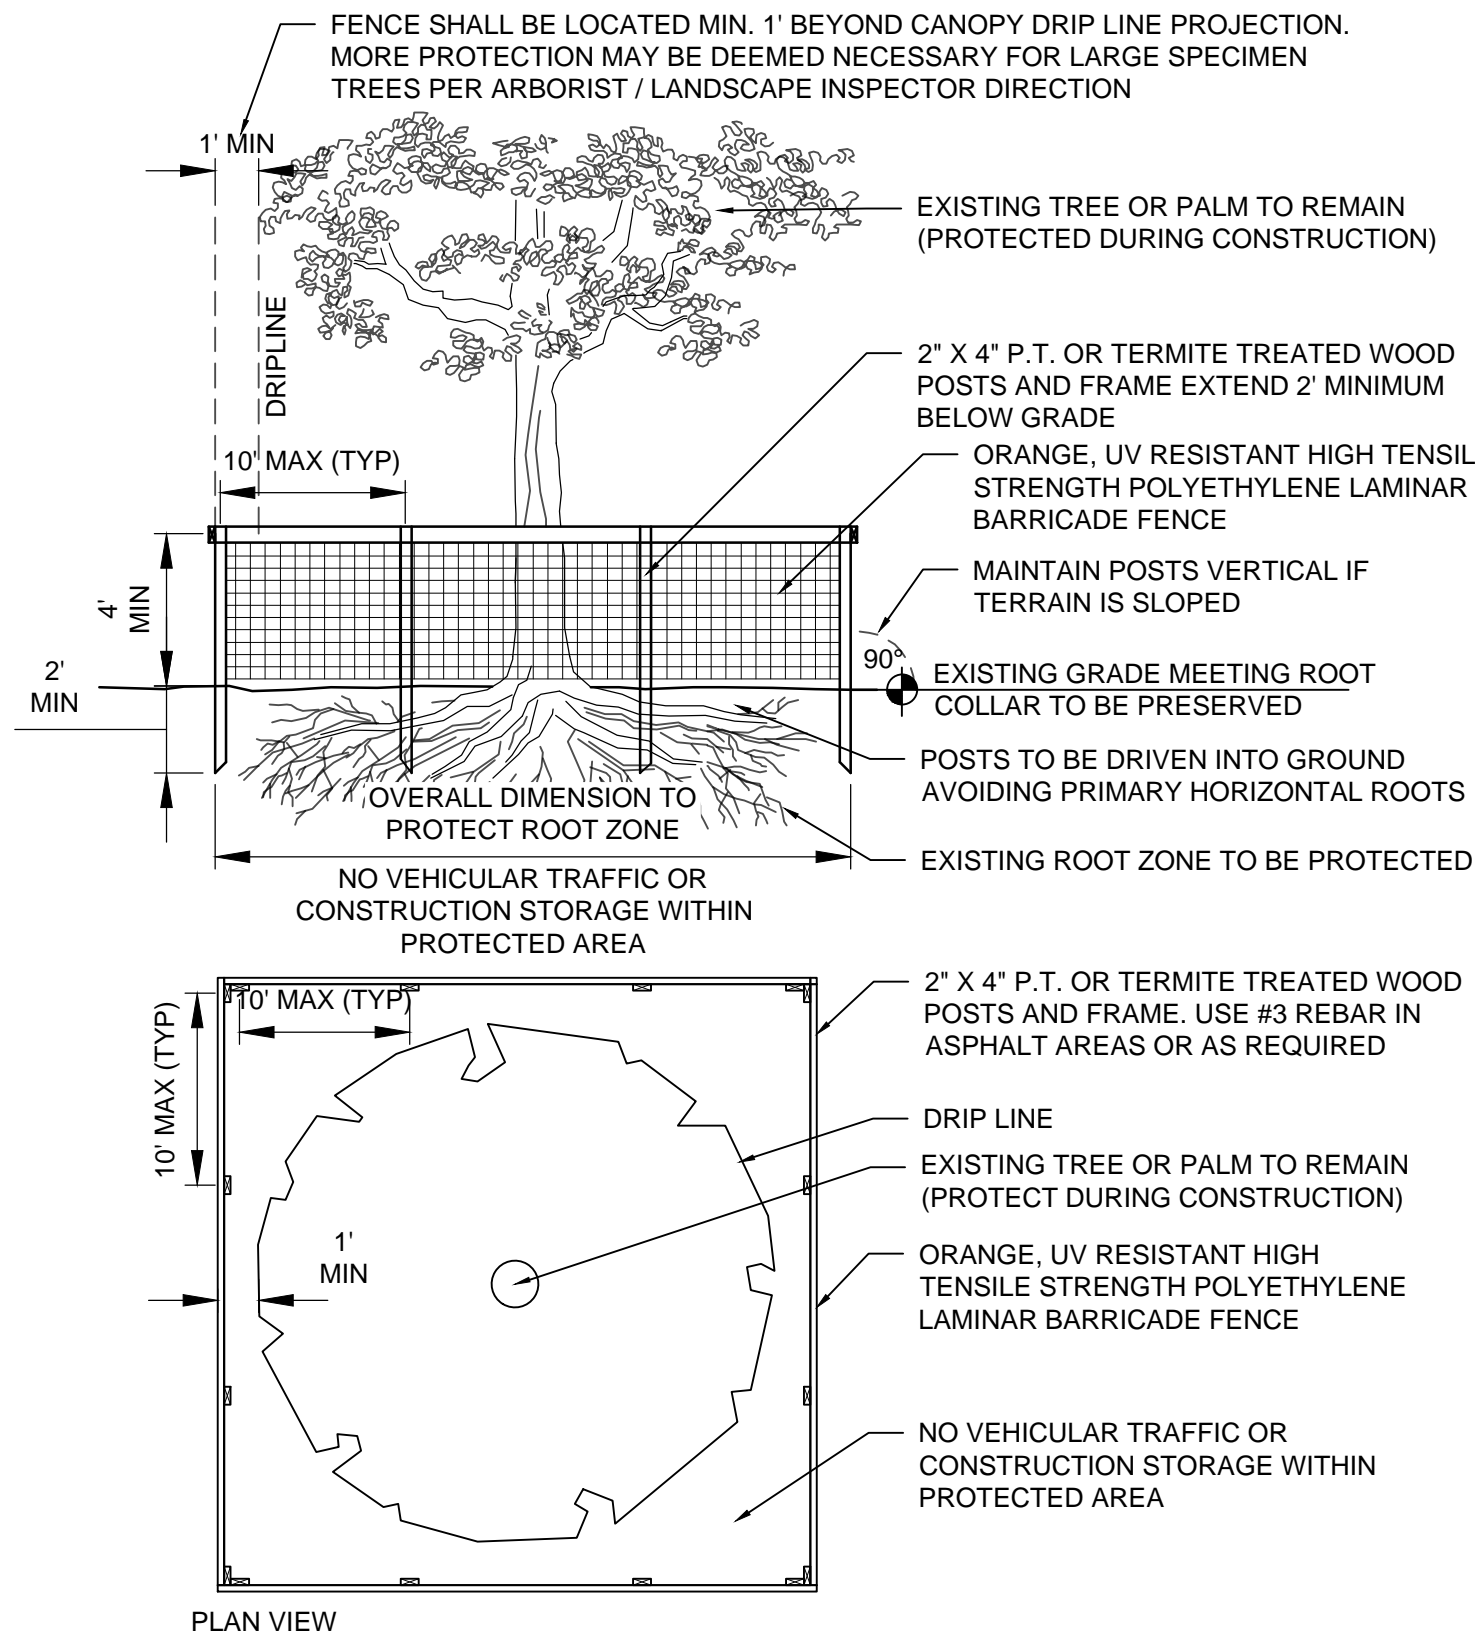 FENCE SHALL BE LOCATED MIN. 1' BEYOND CANOPY DRIP LINE PROJECTION.
MORE PROTECTION MAY BE DEEMED NECESSARY FOR LARGE SPECIMEN
TREES PER ARBORIST / LANDSCAPE INSPECTOR DIRECTION
1' MIN
EXISTING TREE OR PALM TO REMAIN
(PROTECTED DURING CONSTRUCTION)
DRIPLINE
2" X 4" P.T. OR TERMITE TREATED WOOD
POSTS AND FRAME EXTEND 2' MINIMUM
BELOW GRADE
10' MAX (TYP)
ORANGE, UV RESISTANT HIGH TENSIL
STRENGTH POLYETHYLENE LAMINAR
BARRICADE FENCE
MAINTAIN POSTS VERTICAL IF
TERRAIN IS SLOPED
4'
MIN
90°
2'
MIN
EXISTING GRADE MEETING ROOT
COLLAR TO BE PRESERVED
POSTS TO BE DRIVEN INTO GROUND
AVOIDING PRIMARY HORIZONTAL ROOTS
OVERALL DIMENSION TO
PROTECT ROOT ZONE
EXISTING ROOT ZONE TO BE PROTECTED
NO VEHICULAR TRAFFIC OR
CONSTRUCTION STORAGE WITHIN
PROTECTED AREA
2" X 4" P.T. OR TERMITE TREATED WOOD
POSTS AND FRAME. USE #3 REBAR IN
ASPHALT AREAS OR AS REQUIRED
10' MAX (TYP)
10' MAX (TYP)
DRIP LINE
EXISTING TREE OR PALM TO REMAIN
(PROTECT DURING CONSTRUCTION)
1'
MIN
ORANGE, UV RESISTANT HIGH
TENSILE STRENGTH POLYETHYLENE
LAMINAR BARRICADE FENCE
NO VEHICULAR TRAFFIC OR
CONSTRUCTION STORAGE WITHIN
PROTECTED AREA
PLAN VIEW